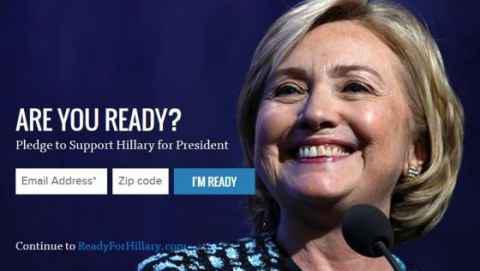 ARE YOU READY?
Pledge to Support Hillary for President
Email Address* Zip code I'M READY
Continue to ReadyForHillary.com